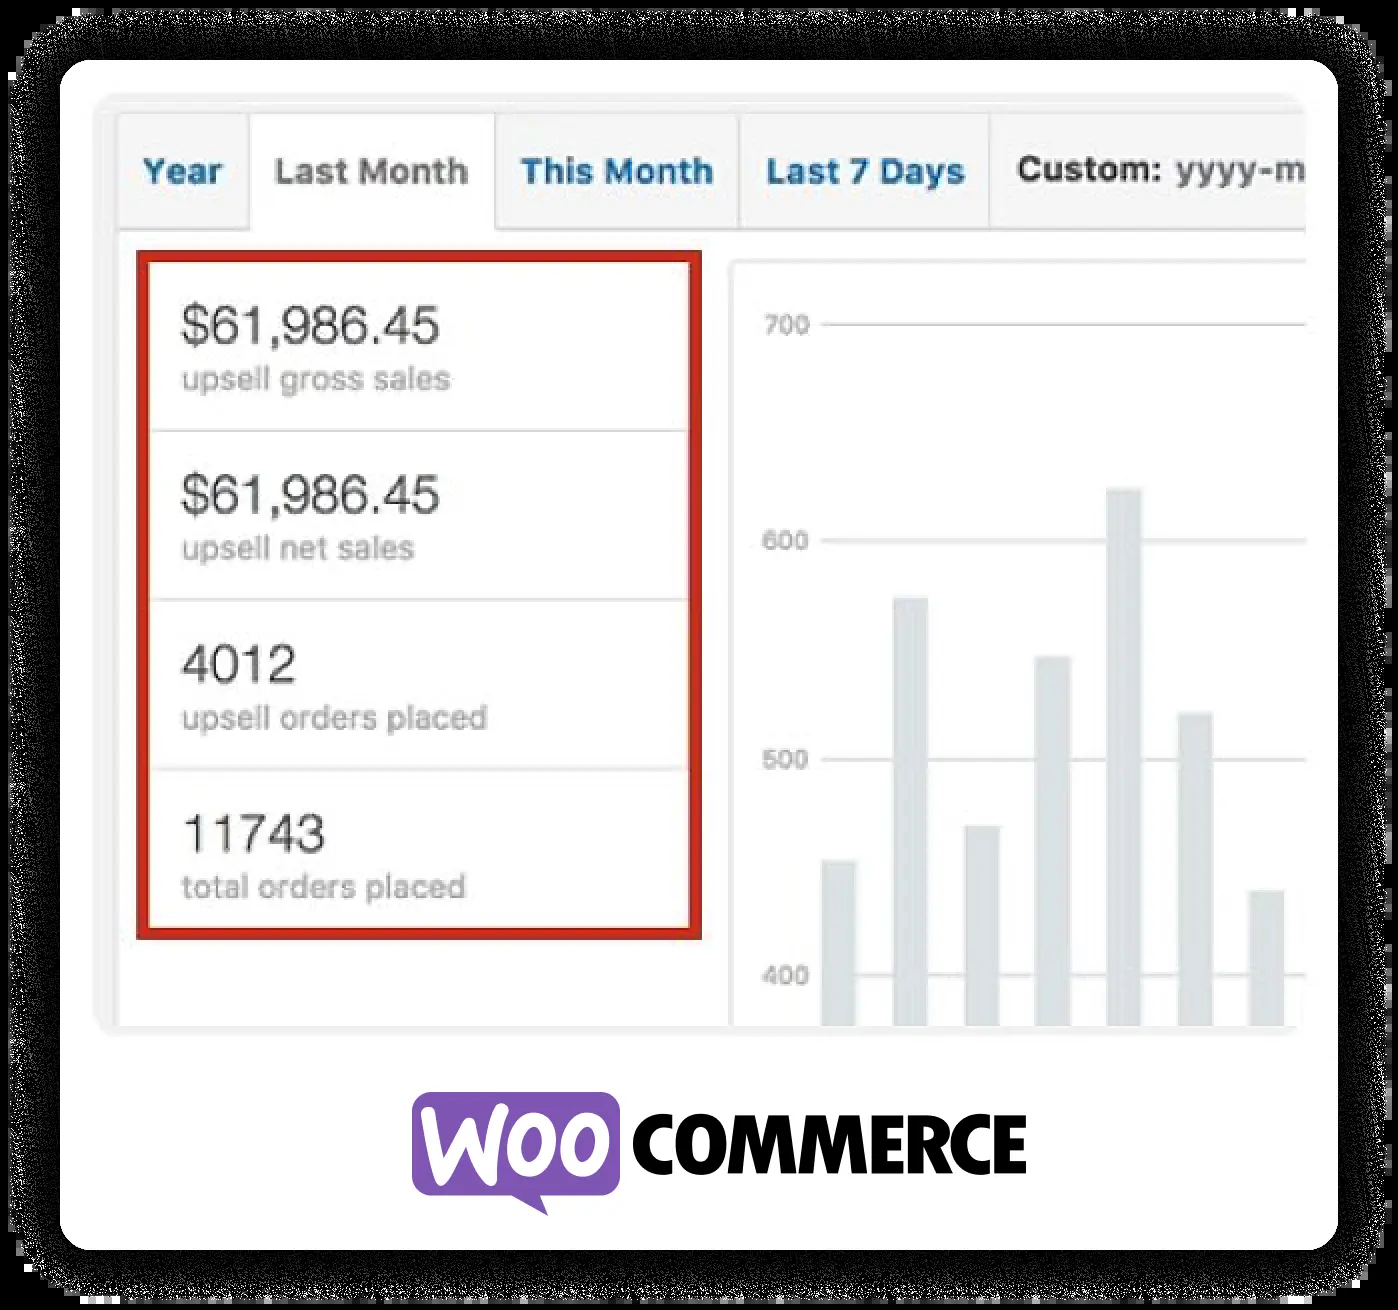 Year Last Month This Month Last 7 Days Custom: yyyy-m
$61,986.45
upsell gross sales
$61,986.45
upsell net sales
4012
upsell orders placed
11743
total orders placed
700
600
500
400
WOO COMMERCE